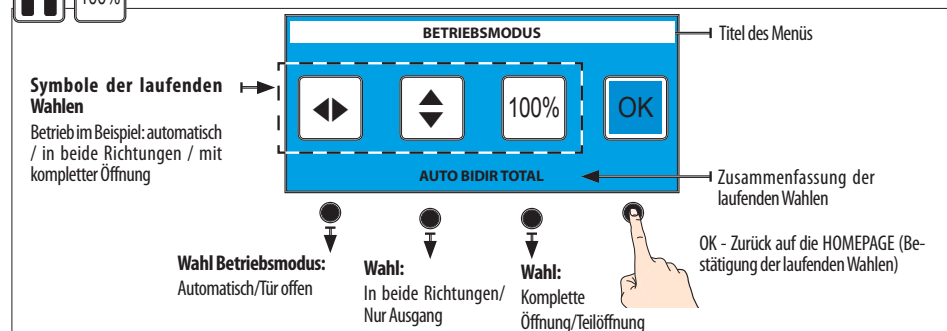 100%
BETRIEBSMODUS
Titel des Menüs
Symbole der laufenden
Wahlen
Betrieb im Beispiel: automatisch
/ in beide Richtungen / mit
kompletter Öffnung
100%
OK
AUTO BIDIR TOTAL
Zusammenfassung der
laufenden Wahlen
OK - Zurück auf die HOMEPAGE (Be-
stätigung der laufenden Wahlen)
Wahl Betriebsmodus:
Automatisch/Tür offen
Wahl:
In beide Richtungen/
Nur Ausgang
Wahl:
Komplette
Öffnung/Teilöffnung